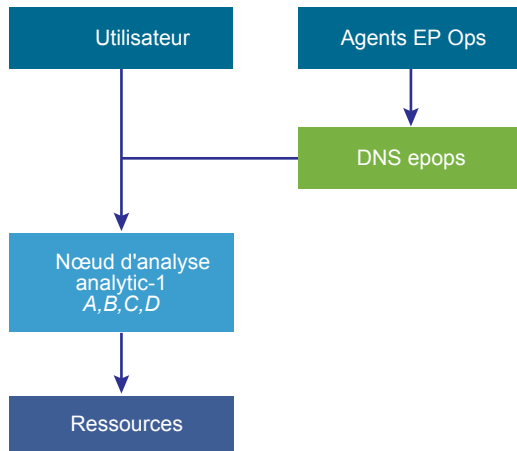 Utilisateur
Agents EP Ops
DNS epops
Nœud d'analyse
analytic-1
A,B,C,D
Ressources